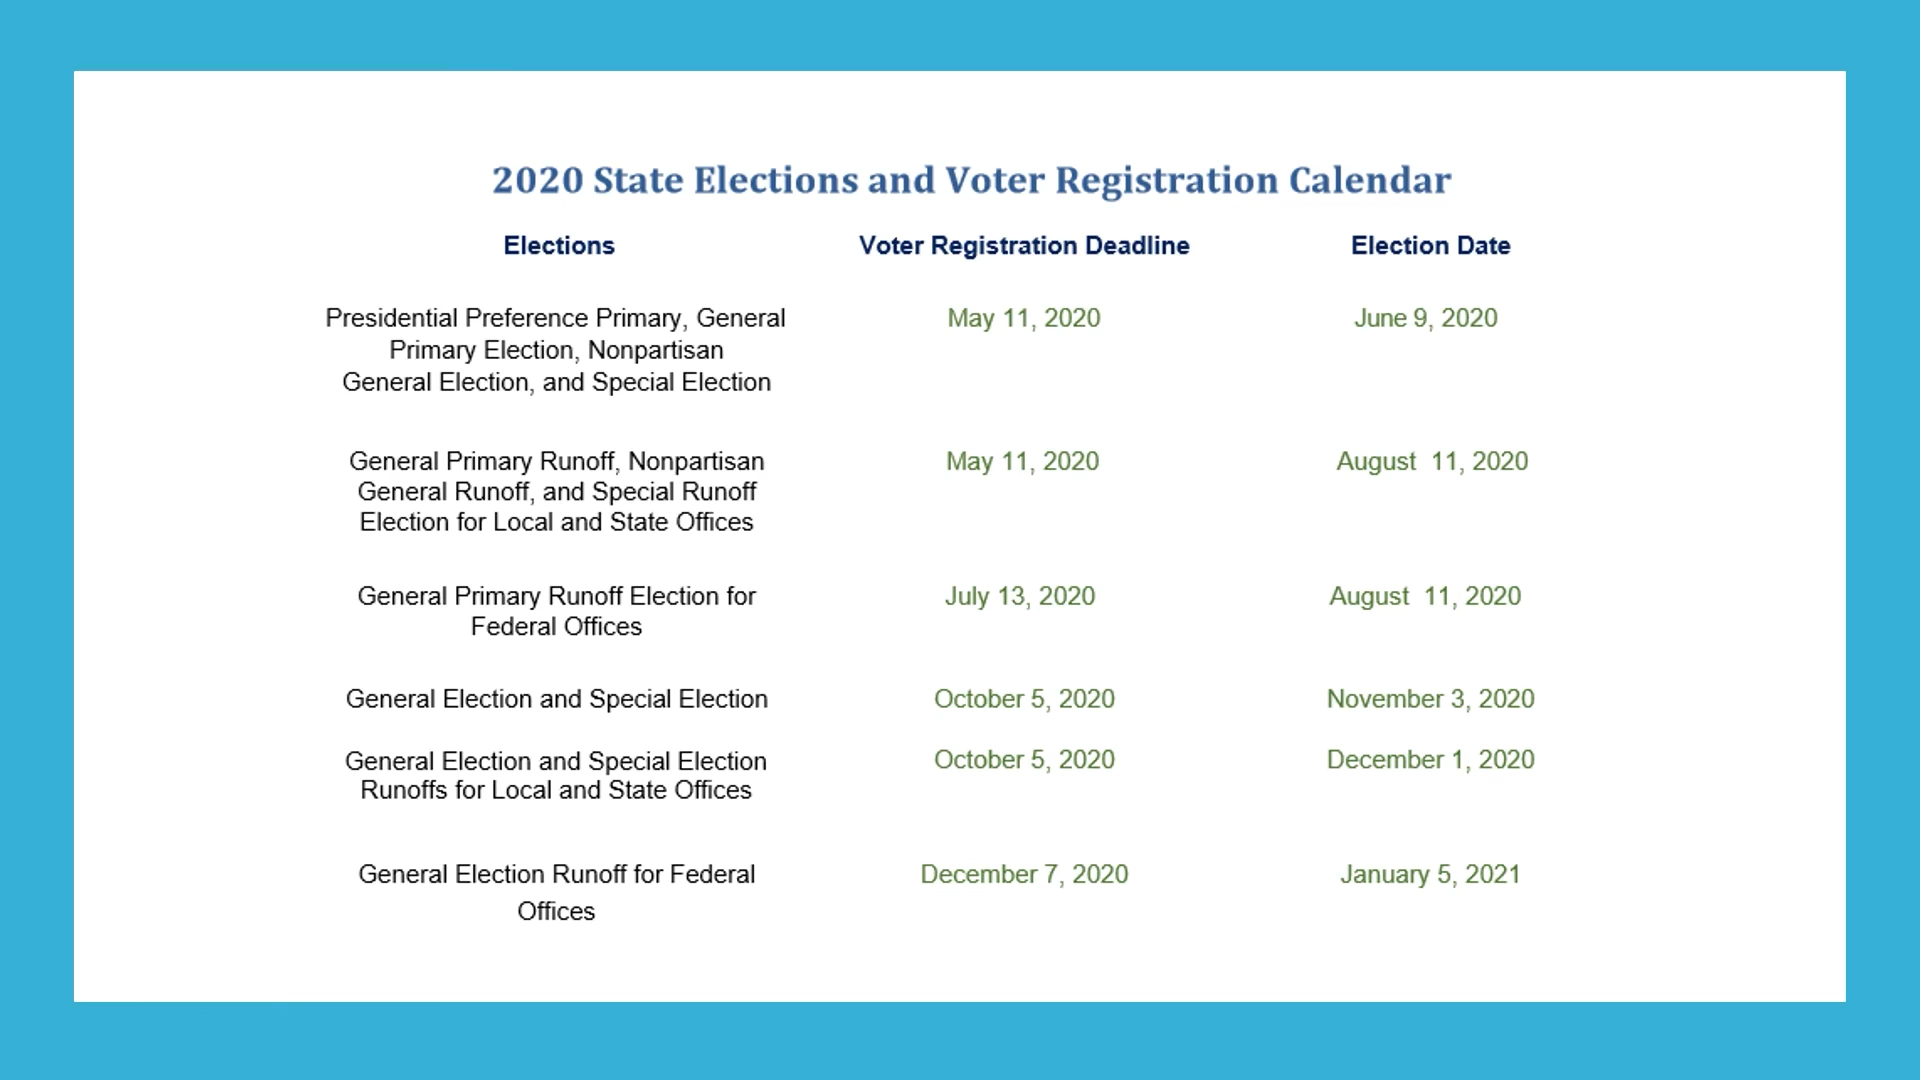 2020 State Elections and Voter Registration Calendar
Elections Voter Registration Deadline Election Date
Presidential Preference Primary, General May 11, 2020 June 9, 2020
Primary Election, Nonpartisan
General Election, and Special Election
General Primary Runoff, Nonpartisan May 11, 2020 August 11, 2020
General Runoff, and Special Runoff
Election for Local and State Offices
General Primary Runoff Election for July 13, 2020 August 11, 2020
Federal Offices
General Election and Special Election October 5, 2020 November 3, 2020
General Election and Special Election October 5, 2020 December 1, 2020
Runoffs for Local and State Offices
General Election Runoff for Federal December 7, 2020 January 5, 2021
Offices